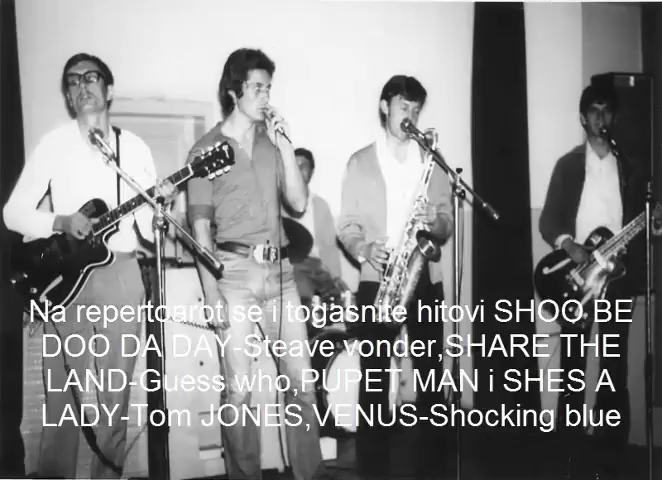 Na repertoarot se i togasnite hitovi SHOO BE
DOO DA DAY-Steave vonder,SHARE THE
LAND-Guess who,PUPET MAN i SHES A
LADY-Tom JONES,VENUS-Shocking blue